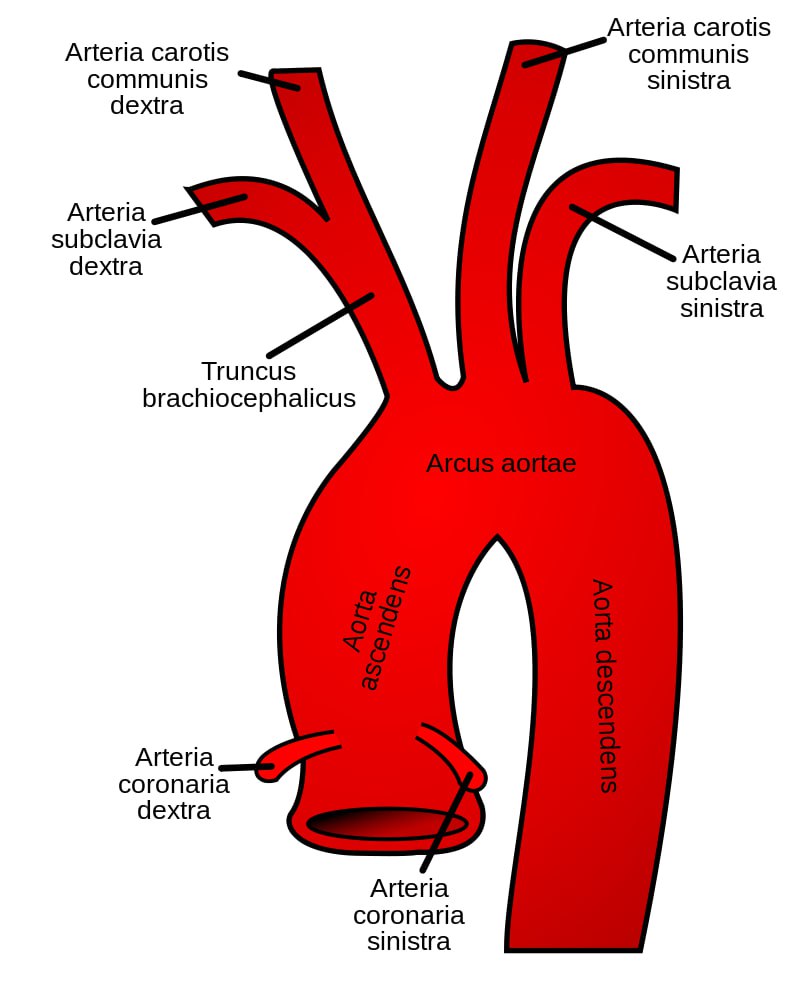 Arteria carotis
communis
dextra
Arteria carotis
communis
sinistra
Arteria
subclavia
dextra
Arteria
subclavia
sinistra
Truncus
brachiocephalicus
Arcus aortae
Aorta
ascendens
Aorta descendens
Arteria
coronaria
dextra
Arteria
coronaria
sinistra